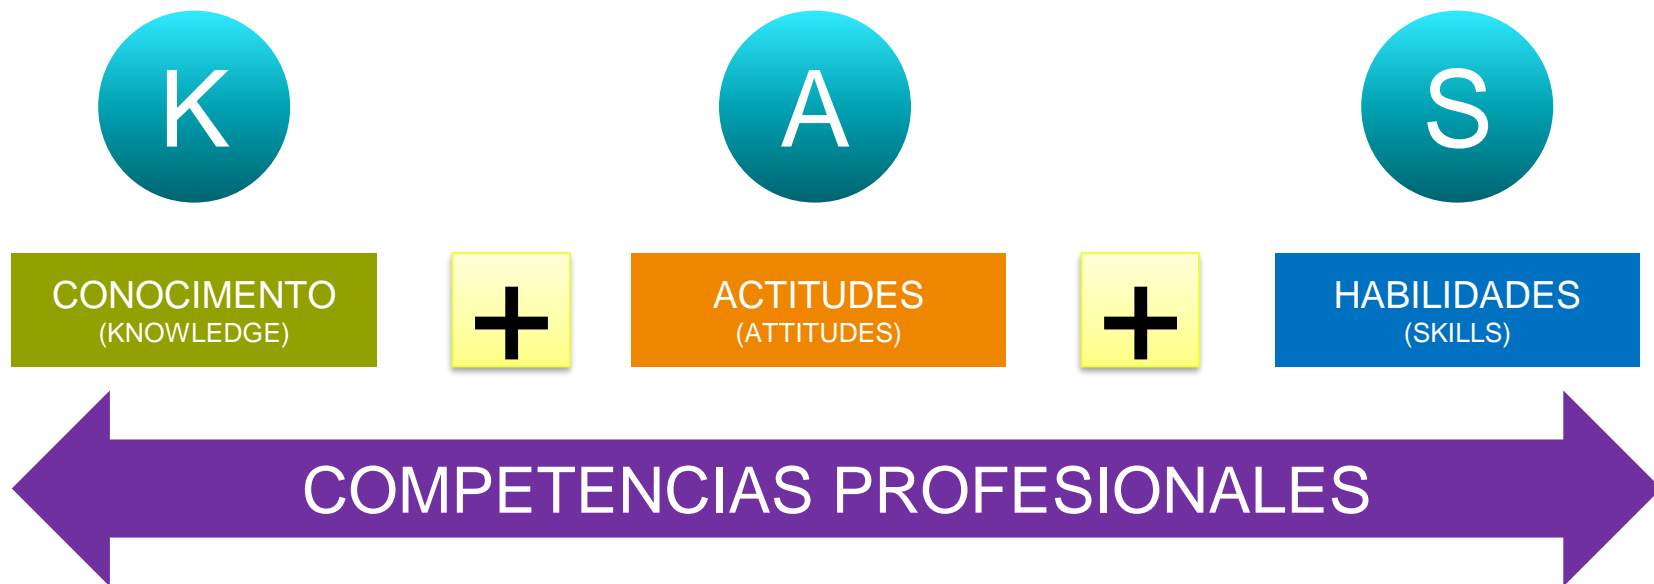 K
A
S
CONOCIMENTO
(KNOWLEDGE)
+
ACTITUDES
(ATTITUDES)
+
HABILIDADES
(SKILLS)
COMPETENCIAS PROFESIONALES